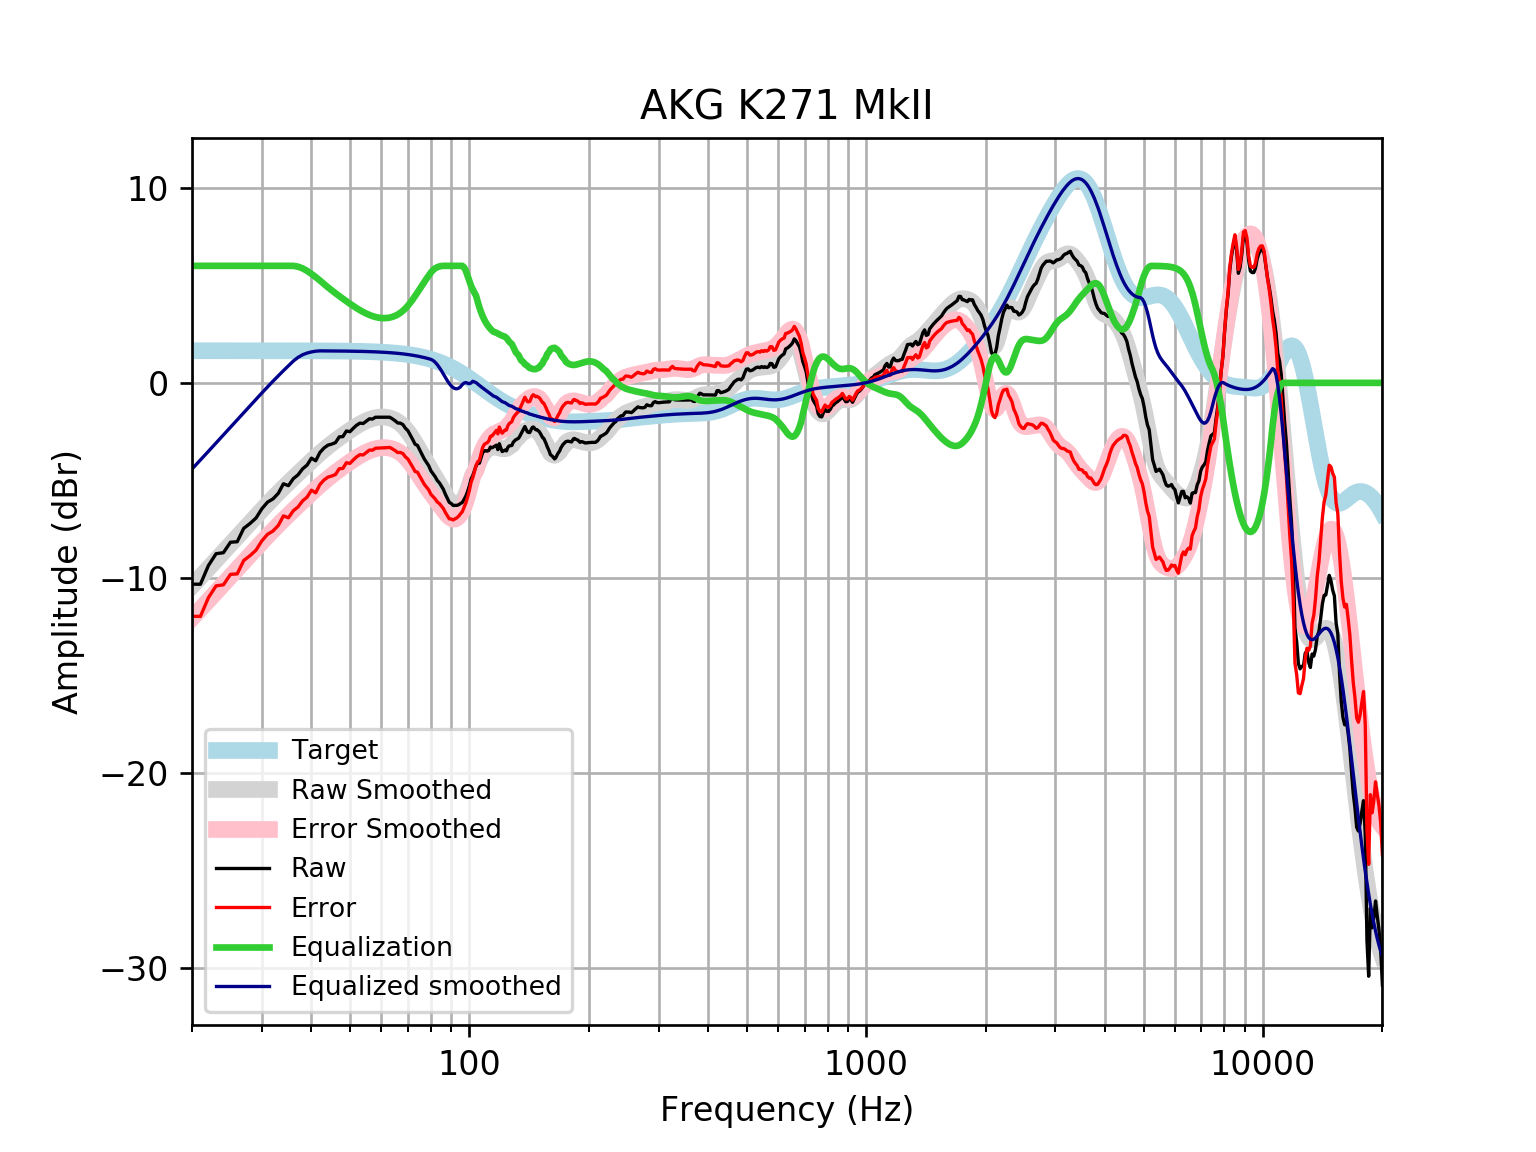 AKG K271 MkII
10
0
−10
−20
−30
Amplitude (dBr)
Target
Raw Smoothed
Error Smoothed
Raw
Error
Equalization
Equalized smoothed
100
1000
10000
Frequency (Hz)